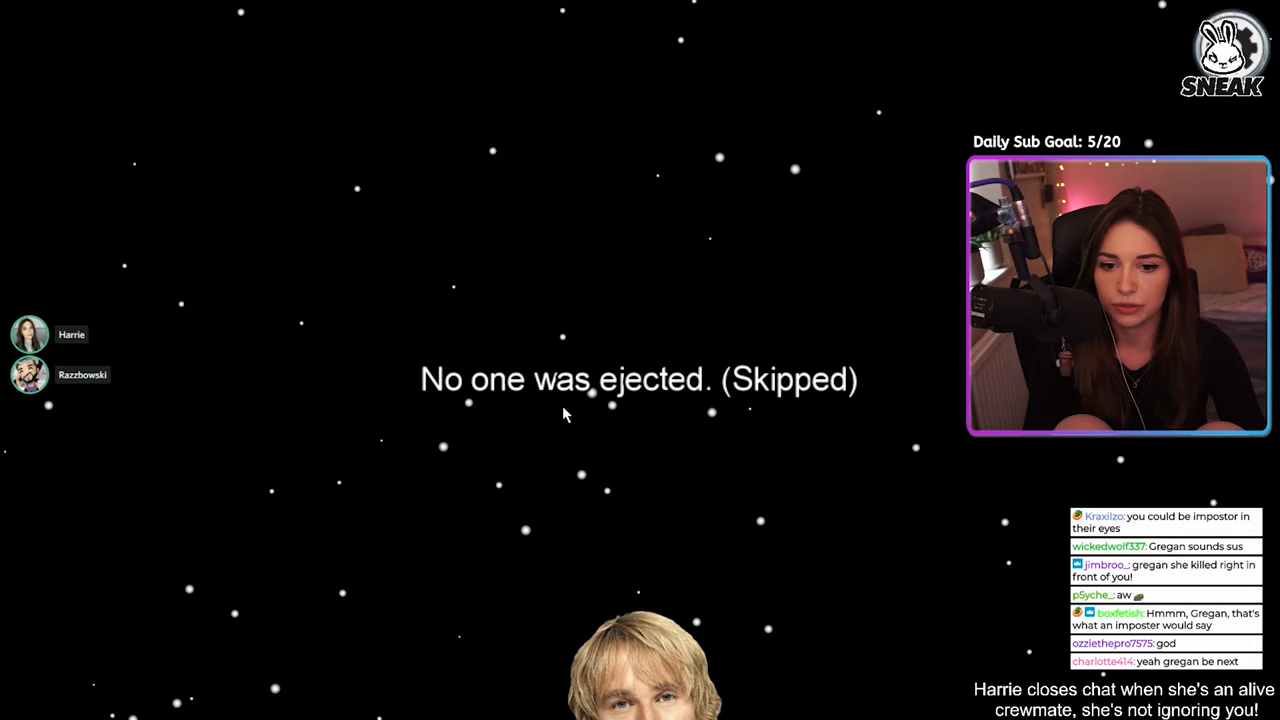 SNEAK
Daily Sub Goal: 5/20
Harrie
Razzbowski
No one was ejected. (Skipped)
Kraxilzo: you could be impostor in
their eyes
wickedwolf337: Gregan sounds sus
jimbroo_: gregan she killed right in
front of you!
p5yche_: aw
boxfetish: Hmmm, Gregan, that's
what an imposter would say
ozziethepro7575: god
charlotte414: yeah gregan be next
Harrie closes chat when she's an alive
crewmate, she's not ignoring you!